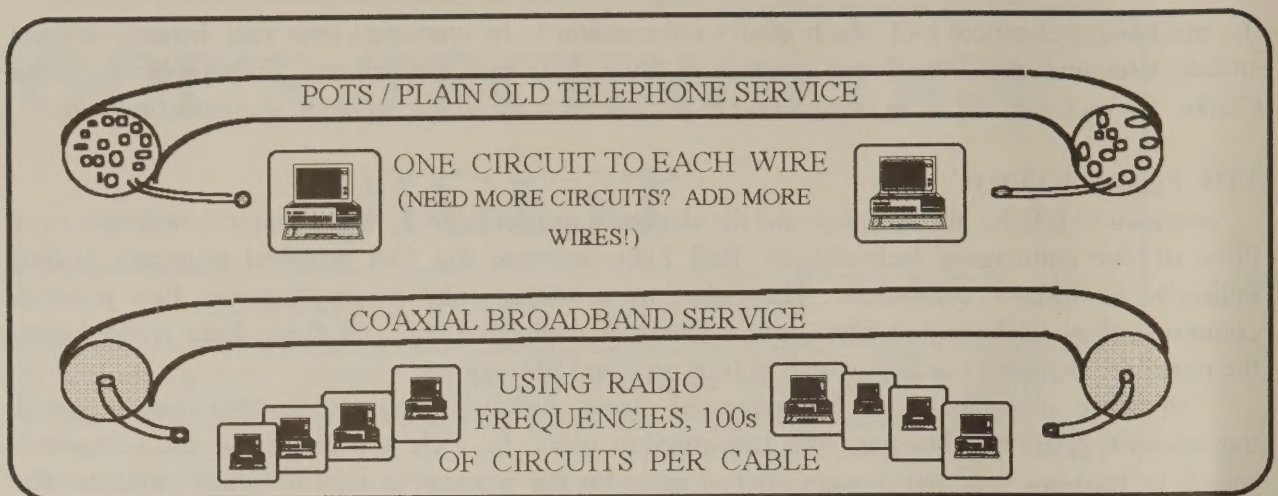 POTS / PLAIN OLD TELEPHONE SERVICE
ONE CIRCUIT TO EACH WIRE
(NEED MORE CIRCUITS? ADD MORE
WIRES!)
COAXIAL BROADBAND SERVICE
USING RADIO
FREQUENCIES, 100s
OF CIRCUITS PER CABLE